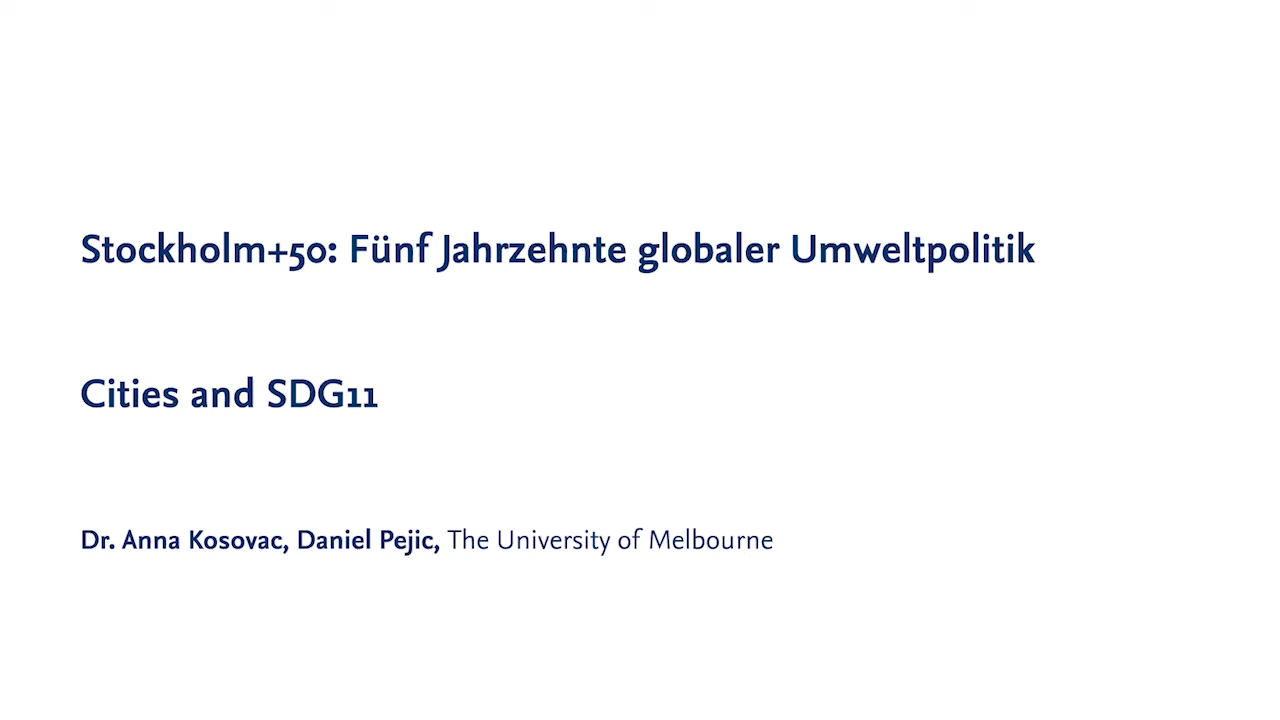 Stockholm+50: Fünf Jahrzehnte globaler Umweltpolitik
Cities and SDG11
Dr. Anna Kosovac, Daniel Pejic, The University of Melbourne